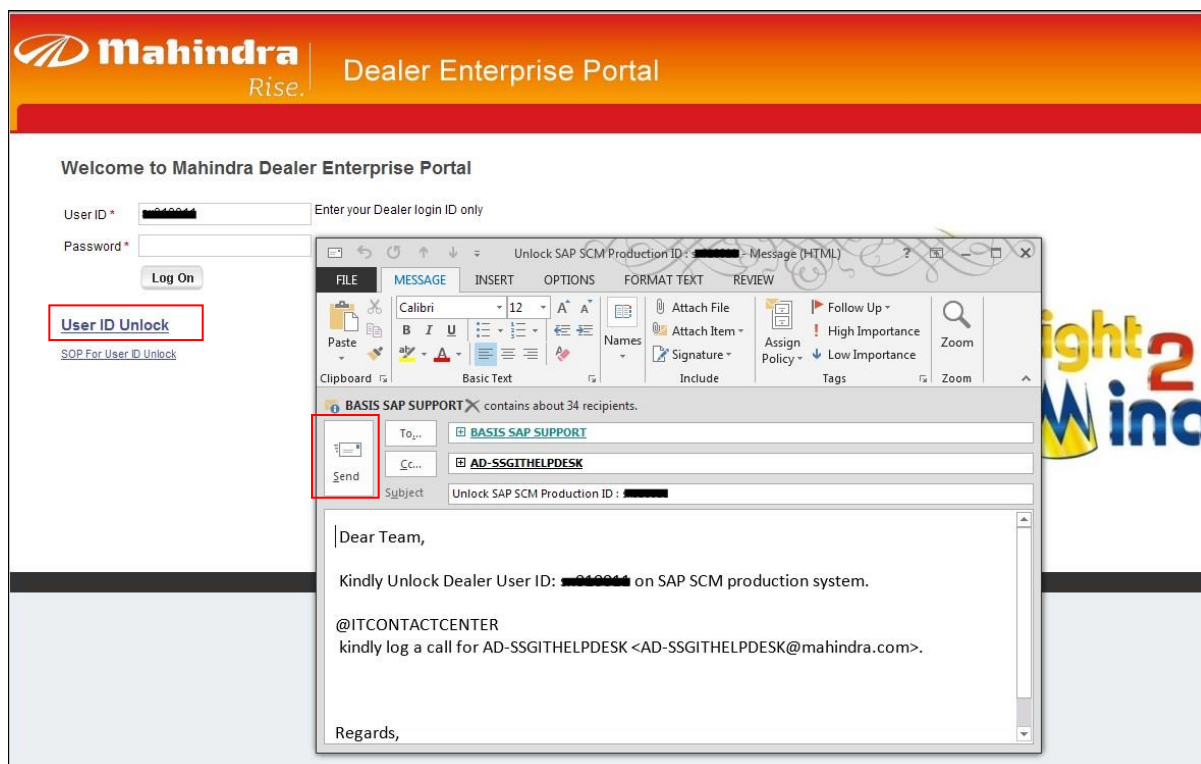 Mahindra
Rise.
Dealer Enterprise Portal
Welcome to Mahindra Dealer Enterprise Portal
User ID *
Enter your Dealer login ID only
Password *
Log On
User ID Unlock
SOP For User ID Unlock
Unlock SAP SCM Production ID : - Message (HTML)
FILE MESSAGE INSERT OPTIONS FORMAT TEXT REVIEW
Calibri 12
Paste
B I U
Names
Attach File
Attach Item
Signature
Assign Policy
Follow Up
High Importance
Low Importance
Zoom
Clipboard Basic Text Include Tags Zoom
BASIS SAP SUPPORT contains about 34 recipients.
Send
To... BASIS SAP SUPPORT
Cc... AD-SSGITHELPDESK
Subject Unlock SAP SCM Production ID :
Dear Team,
Kindly Unlock Dealer User ID: on SAP SCM production system.
@ITCONTACTCENTER
kindly log a call for AD-SSGITHELPDESK <AD-SSGITHELPDESK@mahindra.com>.
Regards,
ight 2
Min